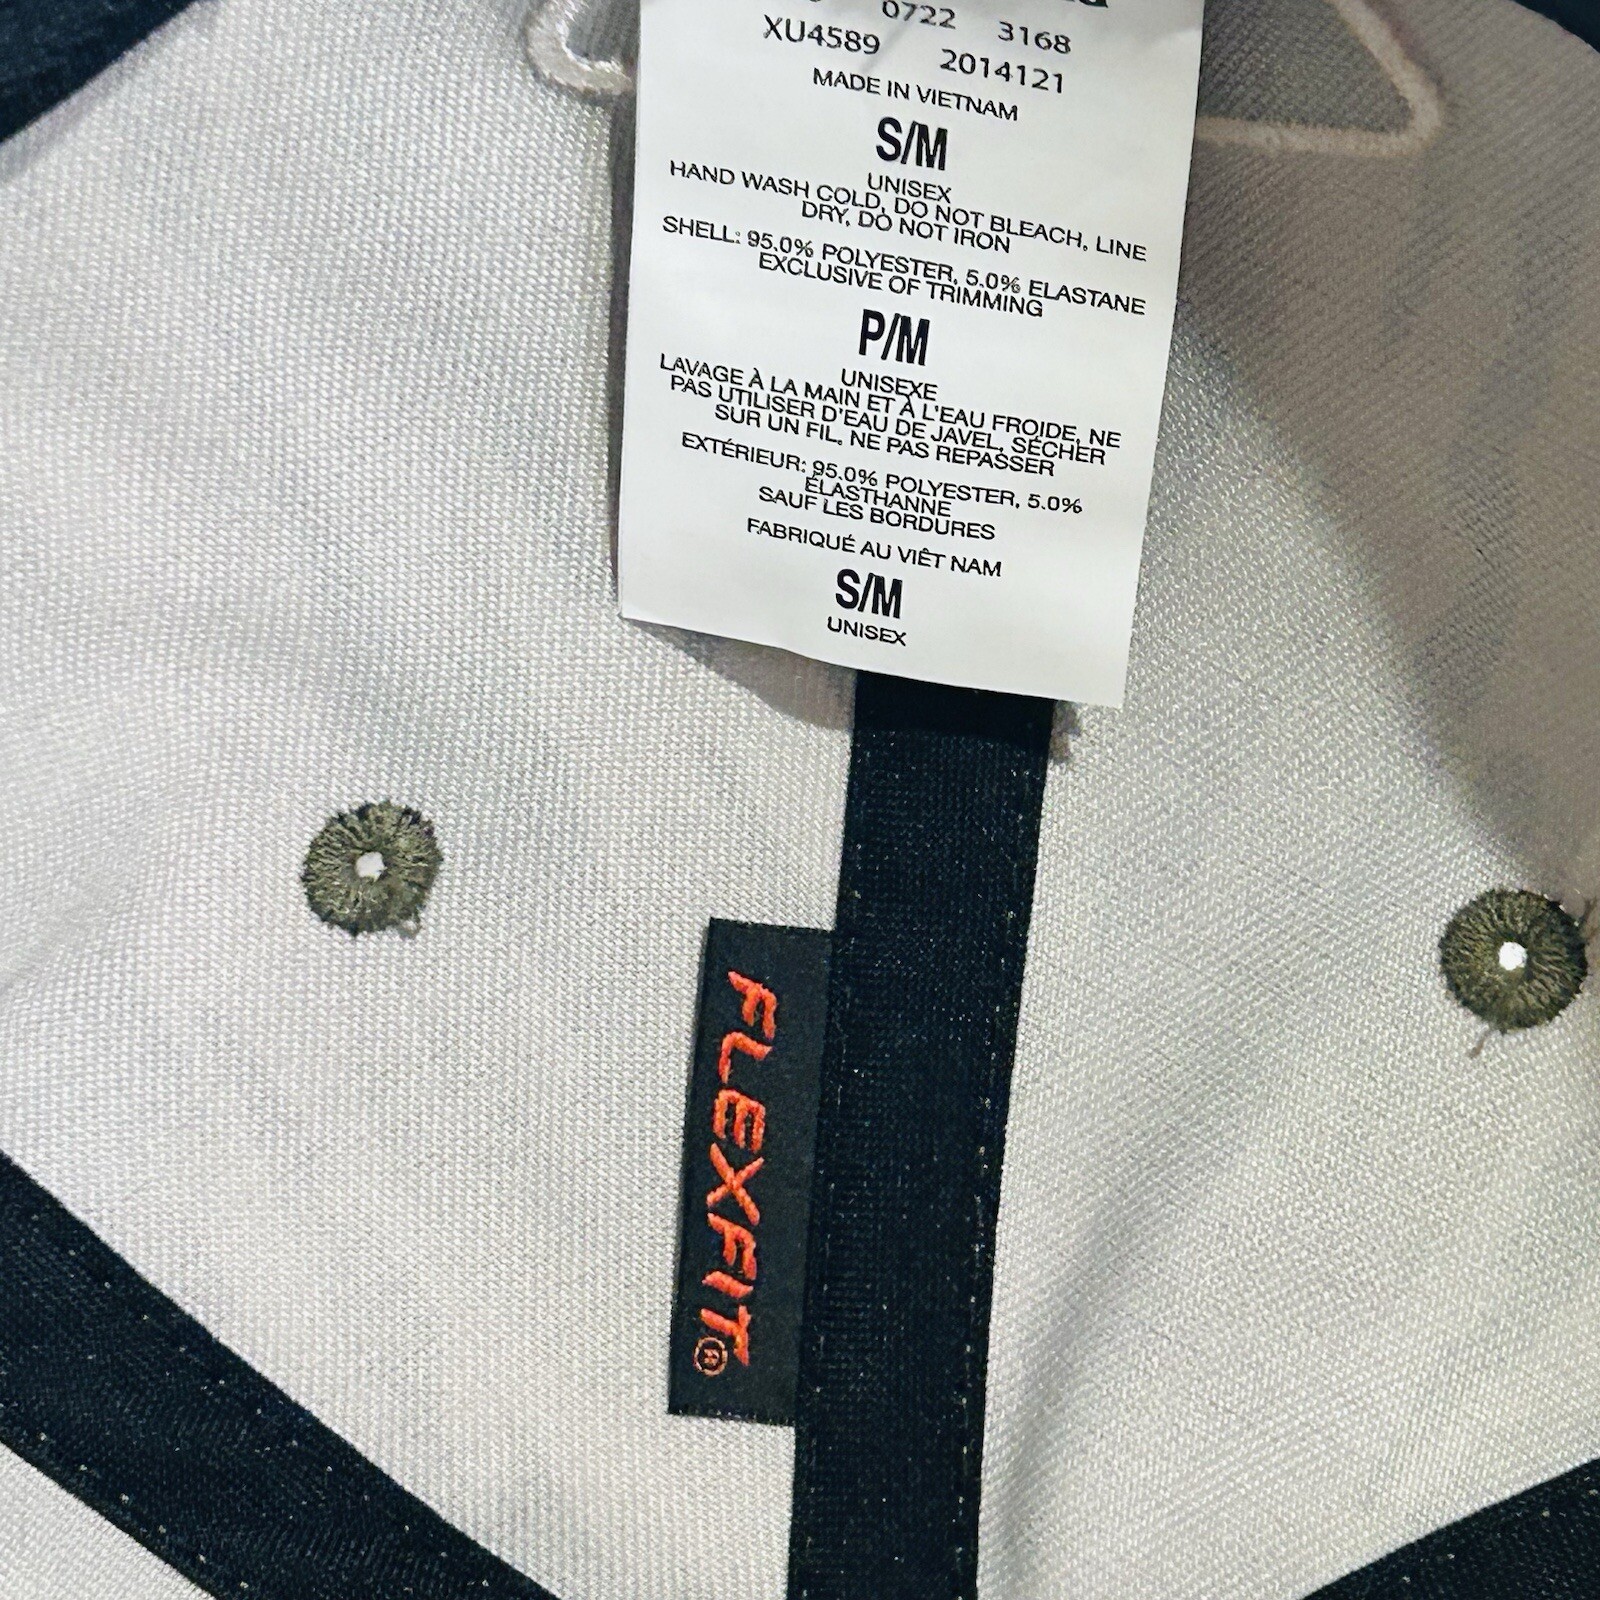 0722 3168
XU4589 2014121
MADE IN VIETNAM
S/M
UNISEX
HAND WASH COLD, DO NOT BLEACH, LINE
DRY, DO NOT IRON
SHELL: 95.0% POLYESTER, 5.0% ELASTANE
EXCLUSIVE OF TRIMMING
P/M
UNISEXE
LAVAGE À LA MAIN ET À L'EAU FROIDE, NE
PAS UTILISER D'EAU DE JAVEL, SÉCHER
SUR UN FIL, NE PAS REPASSER
EXTÉRIEUR: 95.0% POLYESTER, 5.0%
ÉLASTHANNE
SAUF LES BORDURES
FABRIQUÉ AU VIÊT NAM
S/M
UNISEX
FLEXFIT®